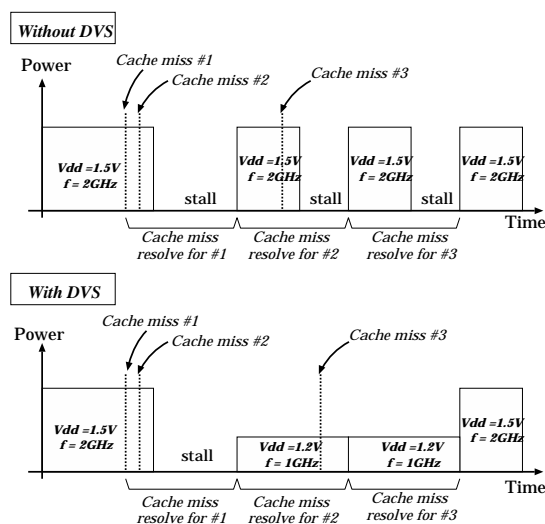 Without DVS
Power
Cache miss #1
Cache miss #2
Cache miss #3
Vdd =1.5V
f = 2GHz
stall
Vdd =1.5V
f = 2GHz
stall
Vdd =1.5V
f = 2GHz
stall
Vdd =1.5V
f = 2GHz
Time
Cache miss
resolve for #1
Cache miss
resolve for #2
Cache miss
resolve for #3
With DVS
Power
Cache miss #1
Cache miss #2
Cache miss #3
Vdd =1.5V
f = 2GHz
stall
Vdd =1.2V
f = 1GHz
Vdd =1.2V
f = 1GHz
Vdd =1.5V
f = 2GHz
Time
Cache miss
resolve for #1
Cache miss
resolve for #2
Cache miss
resolve for #3